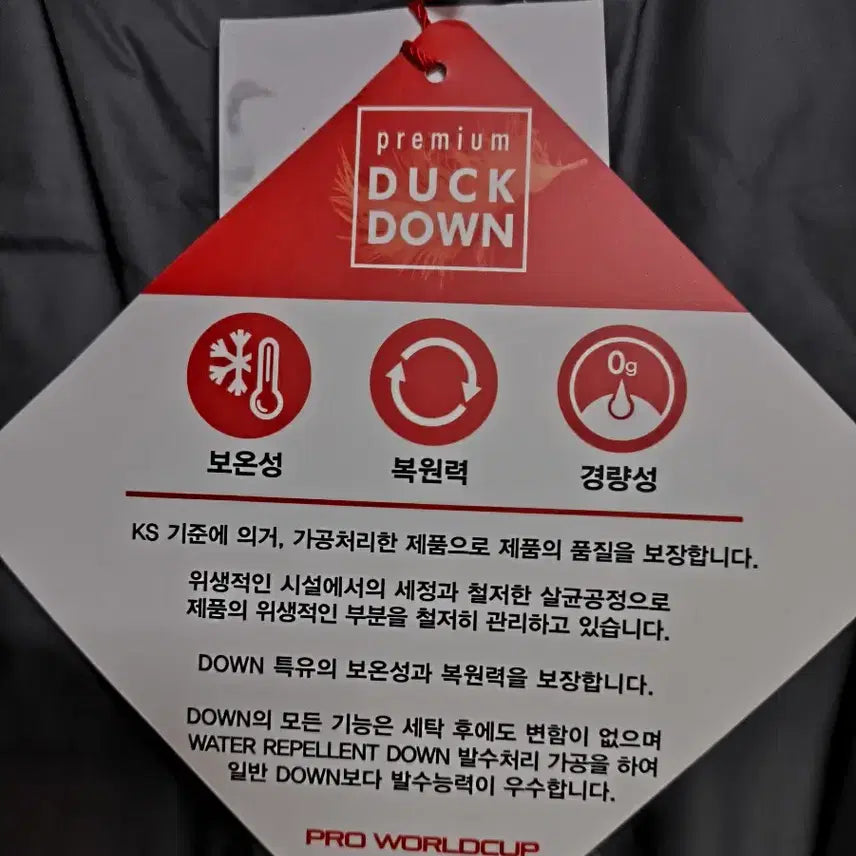 premium
DUCK
DOWN
0g
보온성
복원력
경량성
KS 기준에 의거, 가공처리한 제품으로 제품의 품질을 보장합니다.
위생적인 시설에서의 세정과 철저한 살균공정으로
제품의 위생적인 부분을 철저히 관리하고 있습니다.
DOWN 특유의 보온성과 복원력을 보장합니다.
DOWN의 모든 기능은 세탁 후에도 변함이 없으며
WATER REPELLENT DOWN 발수처리 가공을 하여
일반 DOWN보다 발수능력이 우수합니다.
PRO WORLDCUP